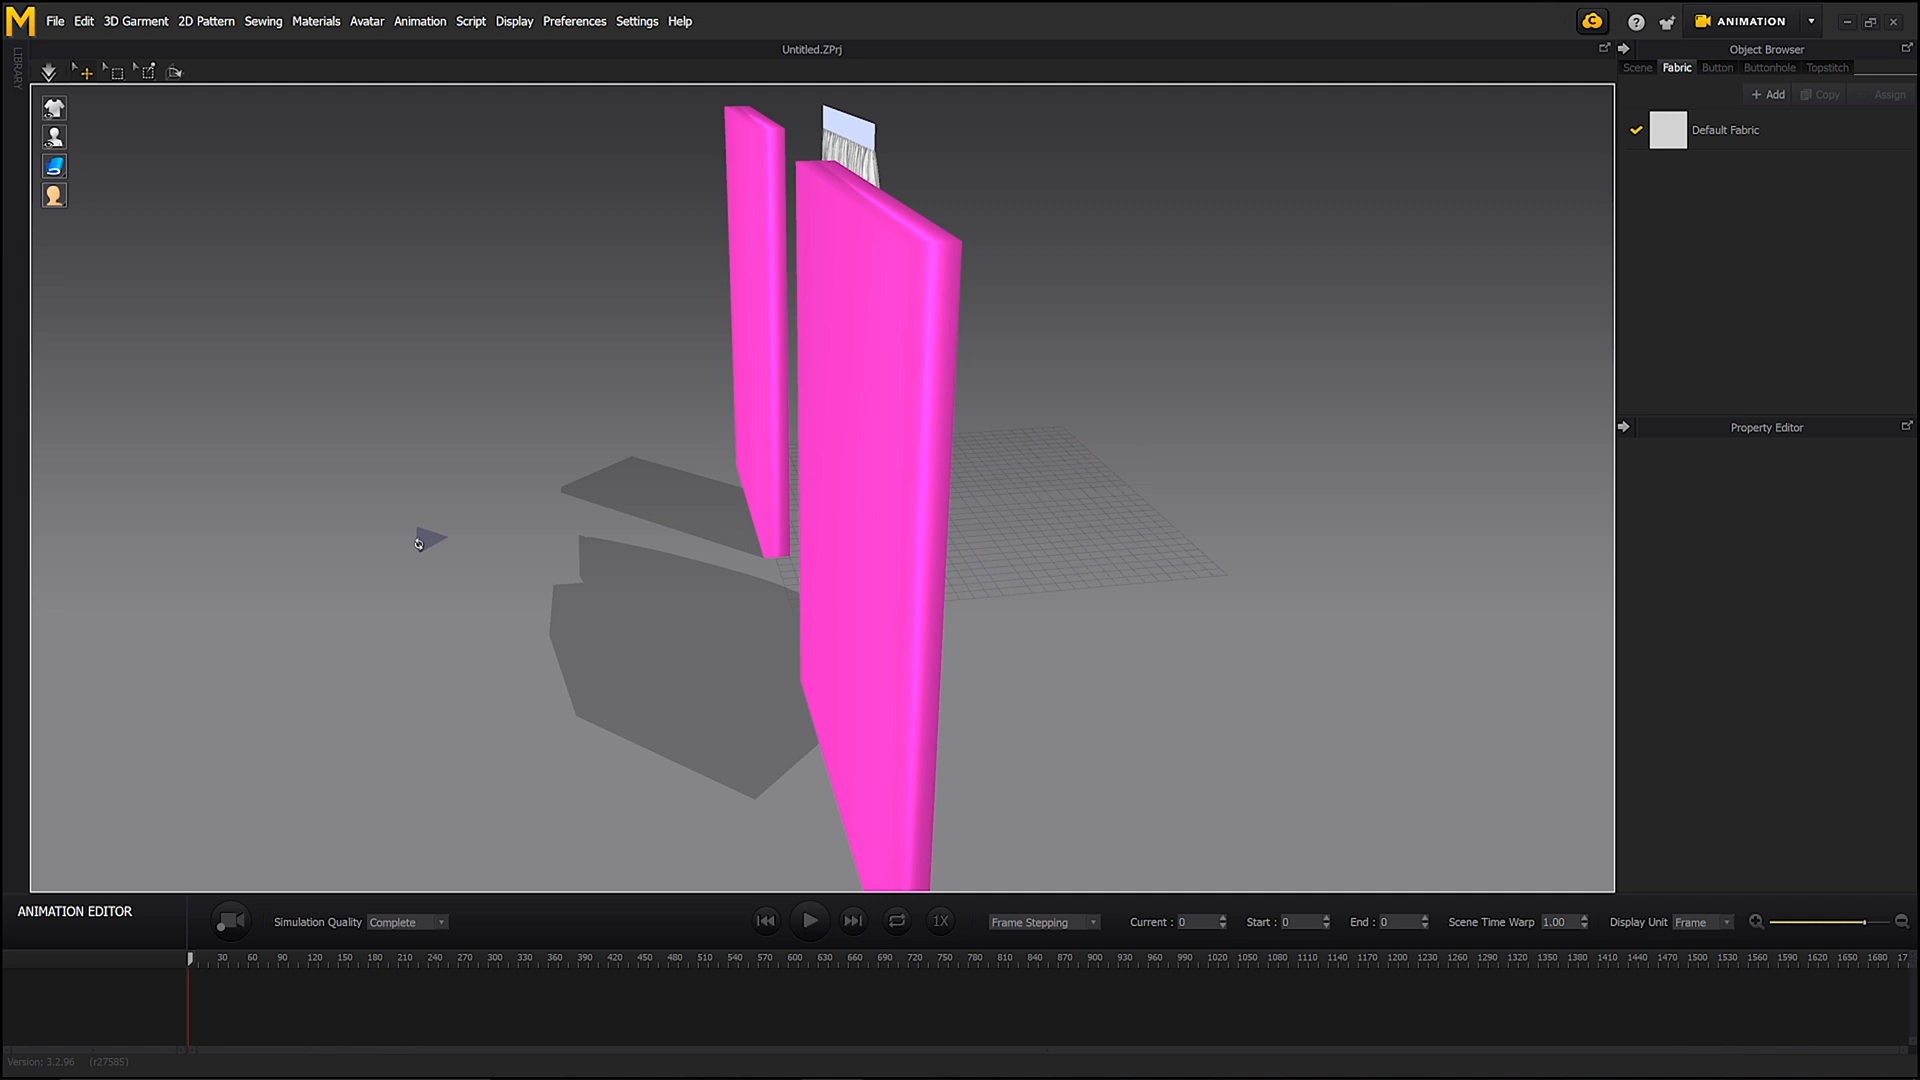 M File Edit 3D Garment 2D Pattern Sewing Materials Avatar Animation Script Display Preferences Settings Help
C ? ANIMATION
LIBRARY
Untitled.ZPrj
Object Browser
Scene Fabric Button Buttonhole Topstitch
+ Add Copy Assign
Default Fabric
Property Editor
ANIMATION EDITOR
Simulation Quality Complete
1X
Frame Stepping
Current : 0 Start : 0 End : 0 Scene Time Warp 1.00 Display Unit Frame
30 60 90 120 150 180 210 240 270 300 330 360 390 420 450 480 510 540 570 600 630 660 690 720 750 780 810 840 870 900 930 960 990 1020 1050 1080 1110 1140 1170 1200 1230 1260 1290 1320 1350 1380 1410 1440 1470 1500 1530 1560 1590 1620 1650 1680 17
Version: 3.2.96 (r27585)